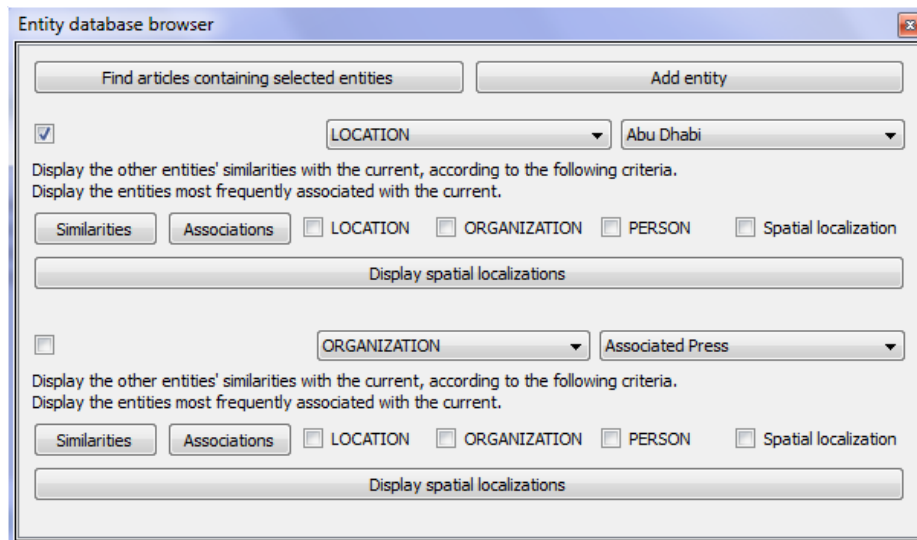 Entity database browser
Find articles containing selected entities Add entity
LOCATION Abu Dhabi
Display the other entities' similarities with the current, according to the following criteria.
Display the entities most frequently associated with the current.
Similarities Associations LOCATION ORGANIZATION PERSON Spatial localization
Display spatial localizations
ORGANIZATION Associated Press
Display the other entities' similarities with the current, according to the following criteria.
Display the entities most frequently associated with the current.
Similarities Associations LOCATION ORGANIZATION PERSON Spatial localization
Display spatial localizations